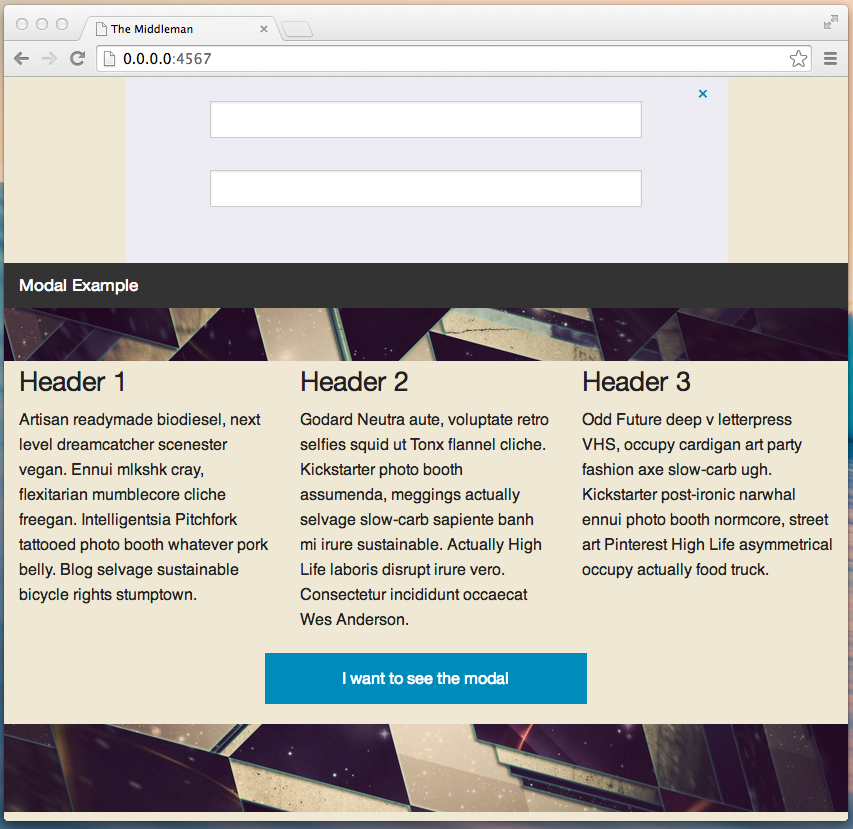 The Middleman
0.0.0.0:4567
Modal Example
Header 1
Artisan readymade biodiesel, next
level dreamcatcher scenester
vegan. Ennui mlkshk cray,
flexitarian mumblecore cliche
freegan. Intelligentsia Pitchfork
tattooed photo booth whatever pork
belly. Blog selvage sustainable
bicycle rights stumptown.
Header 2
Godard Neutra aute, voluptate retro
selfies squid ut Tonx flannel cliche.
Kickstarter photo booth
assumenda, meggings actually
selvage slow-carb sapiente banh
mi irure sustainable. Actually High
Life laboris disrupt irure vero.
Consectetur incididunt occaecat
Wes Anderson.
Header 3
Odd Future deep v letterpress
VHS, occupy cardigan art party
fashion axe slow-carb ugh.
Kickstarter post-ironic narwhal
ennui photo booth normcore, street
art Pinterest High Life asymmetrical
occupy actually food truck.
I want to see the modal